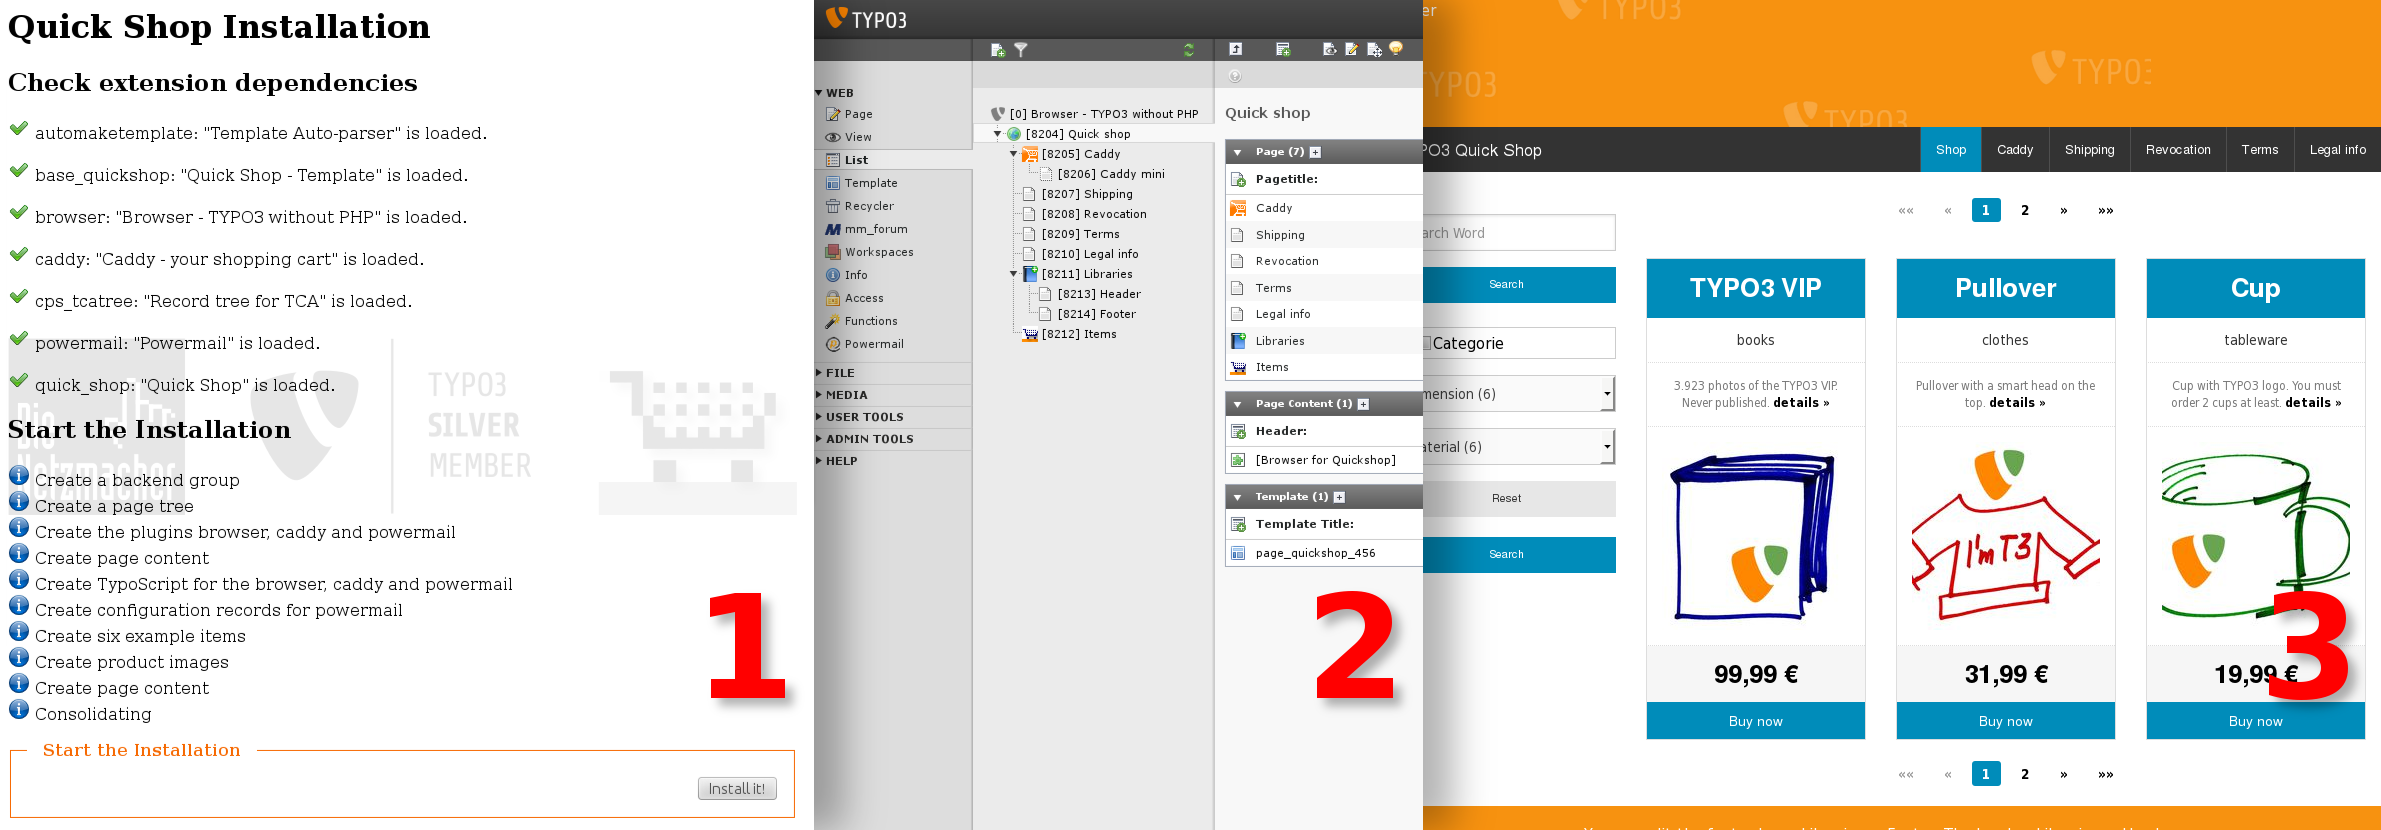 Quick Shop Installation
Check extension dependencies
automaketemplate: "Template Auto-parser" is loaded.
base_quickshop: "Quick Shop - Template" is loaded.
browser: "Browser - TYPO3 without PHP" is loaded.
caddy: "Caddy - your shopping cart" is loaded.
cps_tcatree: "Record tree for TCA" is loaded.
powermail: "Powermail" is loaded.
quick_shop: "Quick Shop" is loaded.
Die
Netzmacher
TYPO3
SILVER
MEMBER
Start the Installation
Create a backend group
Create a page tree
Create the plugins browser, caddy and powermail
Create page content
Create TypoScript for the browser, caddy and powermail
Create configuration records for powermail
Create six example items
Create product images
Create page content
Consolidating
Start the Installation
Install it!
1
TYPO3
WEB
Page
View
List
Template
Recycler
mm_forum
Workspaces
Info
Access
Functions
Powermail
FILE
MEDIA
USER TOOLS
ADMIN TOOLS
HELP
[0] Browser - TYPO3 without PHP
[8204] Quick shop
[8205] Caddy
[8206] Caddy mini
[8207] Shipping
[8208] Revocation
[8209] Terms
[8210] Legal info
[8211] Libraries
[8213] Header
[8214] Footer
[8212] Items
Quick shop
Page (7)
Pagetitle:
Caddy
Shipping
Revocation
Terms
Legal info
Libraries
Items
Page Content (1)
Header:
[Browser for Quickshop]
Template (1)
Template Title:
page_quickshop_456
2
TYPO3
TYPO3
TYPO3
Quick Shop
Shop Caddy Shipping Revocation Terms Legal info
«« « 1 2 » »»
Word
Search
Categorie
(6)
(6)
Reset
Search
TYPO3 VIP
books
3.923 photos of the TYPO3 VIP.
Never published. details »
99,99 €
Buy now
Pullover
clothes
Pullover with a smart head on the
top. details »
I'm T3
31,99 €
Buy now
Cup
tableware
Cup with TYPO3 logo. You must
order 2 cups at least. details »
19,99 €
Buy now
3
«« « 1 2 » »»